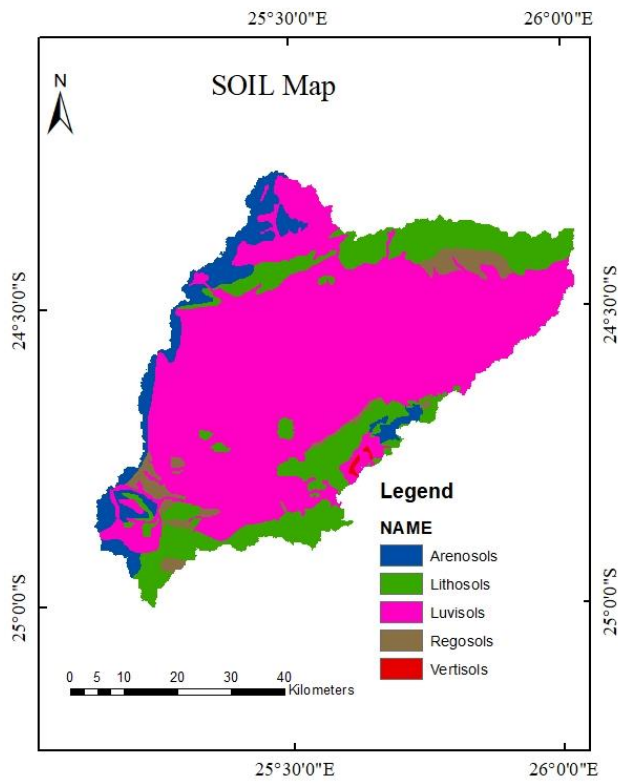 25°30'0"E 26°0'0"E
N
SOIL Map
24°30'0"S 24°30'0"S
Legend
NAME
Arenosols
Lithosols
Luvisols
Regosols
Vertisols
25°0'0"S 25°0'0"S
0 5 10 20 30 40
Kilometers
25°30'0"E 26°0'0"E